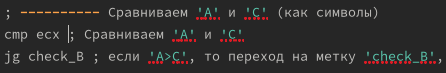 ; ---------- Сравниваем 'A' и 'C' (как символы)
cmp ecx ; Сравниваем 'A' и 'C'
jg check_B ; если 'A>C', то переход на метку 'check_B',